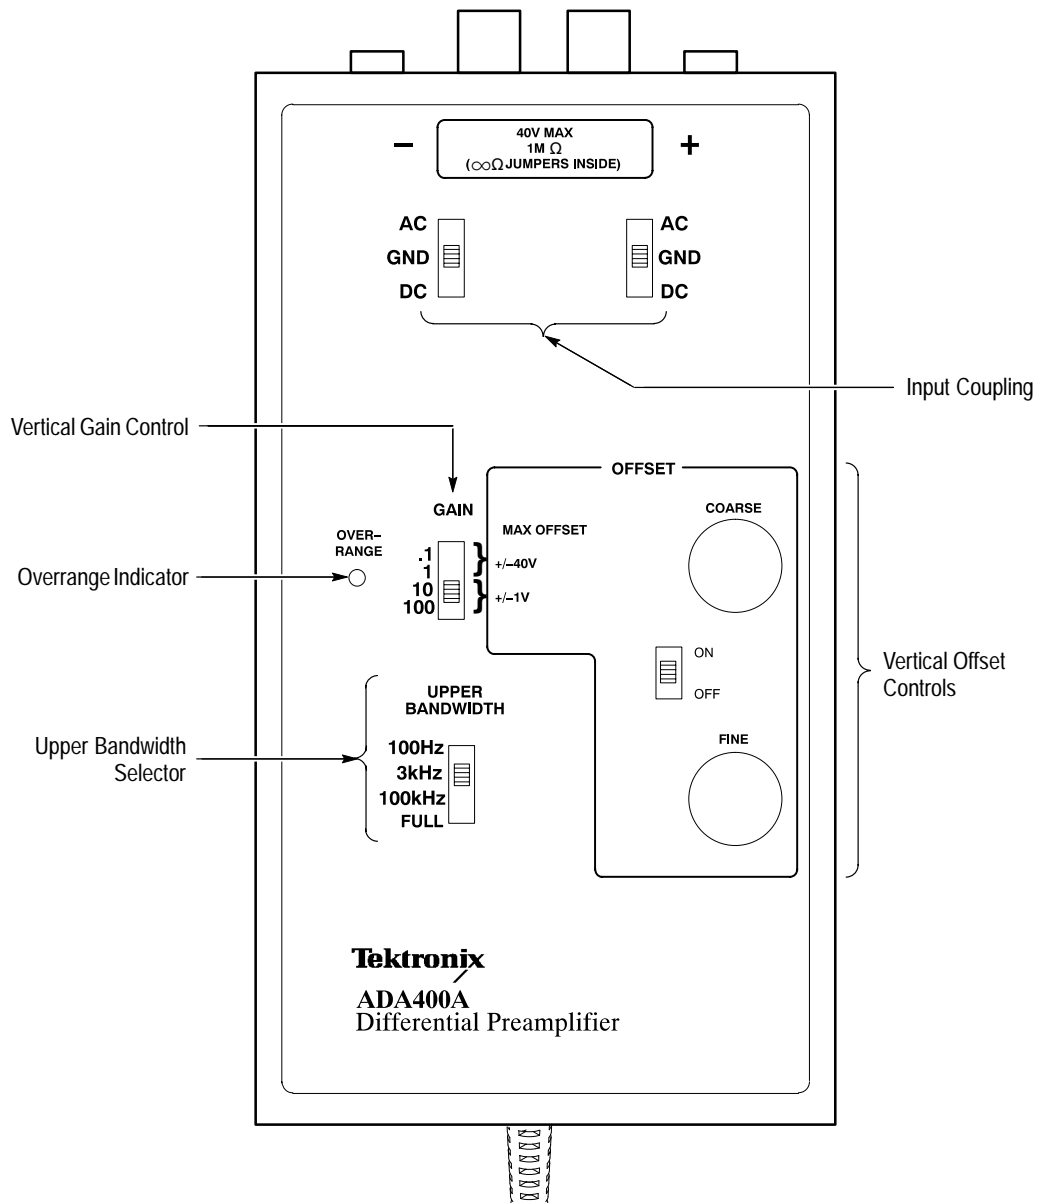 40V MAX
1M Ω
(∞Ω JUMPERS INSIDE)
− +
AC AC
GND GND
DC DC
Input Coupling
Vertical Gain Control
OFFSET
GAIN
COARSE
MAX OFFSET
OVER–
RANGE
.1
1
+/–40V
Overrange Indicator
10
100
+/–1V
ON
OFF
Vertical Offset
Controls
UPPER
BANDWIDTH
FINE
Upper Bandwidth
Selector
100Hz
3kHz
100kHz
FULL
Tektronix
ADA400A
Differential Preamplifier